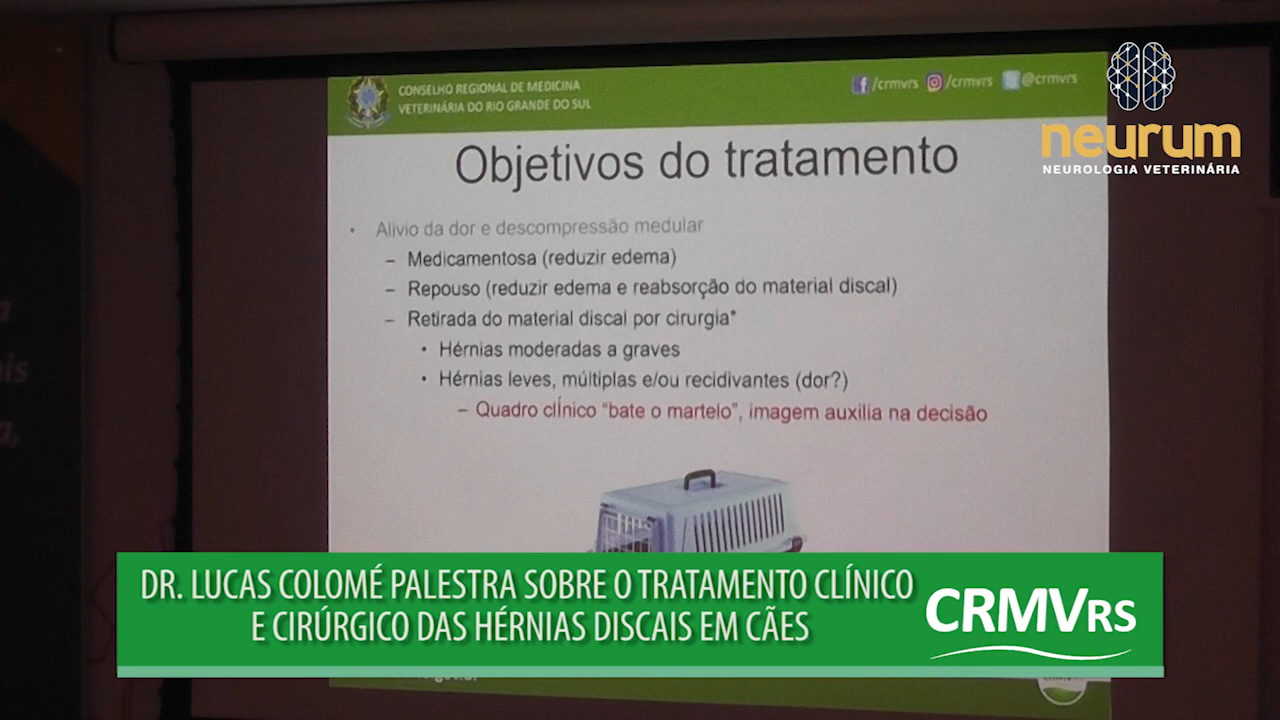 CONSELHO REGIONAL DE MEDICINA
VETERINÁRIA DO RIO GRANDE DO SUL
/crmvrs /crmvrs @crmvrs
neurum
NEUROLOGIA VETERINÁRIA
Objetivos do tratamento
• Alivio da dor e descompressão medular
– Medicamentosa (reduzir edema)
– Repouso (reduzir edema e reabsorção do material discal)
– Retirada do material discal por cirurgia*
• Hérnias moderadas a graves
• Hérnias leves, múltiplas e/ou recidivantes (dor?)
– Quadro clínico “bate o martelo”, imagem auxilia na decisão
DR. LUCAS COLOMÉ PALESTRA SOBRE O TRATAMENTO CLÍNICO
E CIRÚRGICO DAS HÉRNIAS DISCAIS EM CÃES
CRMVRS